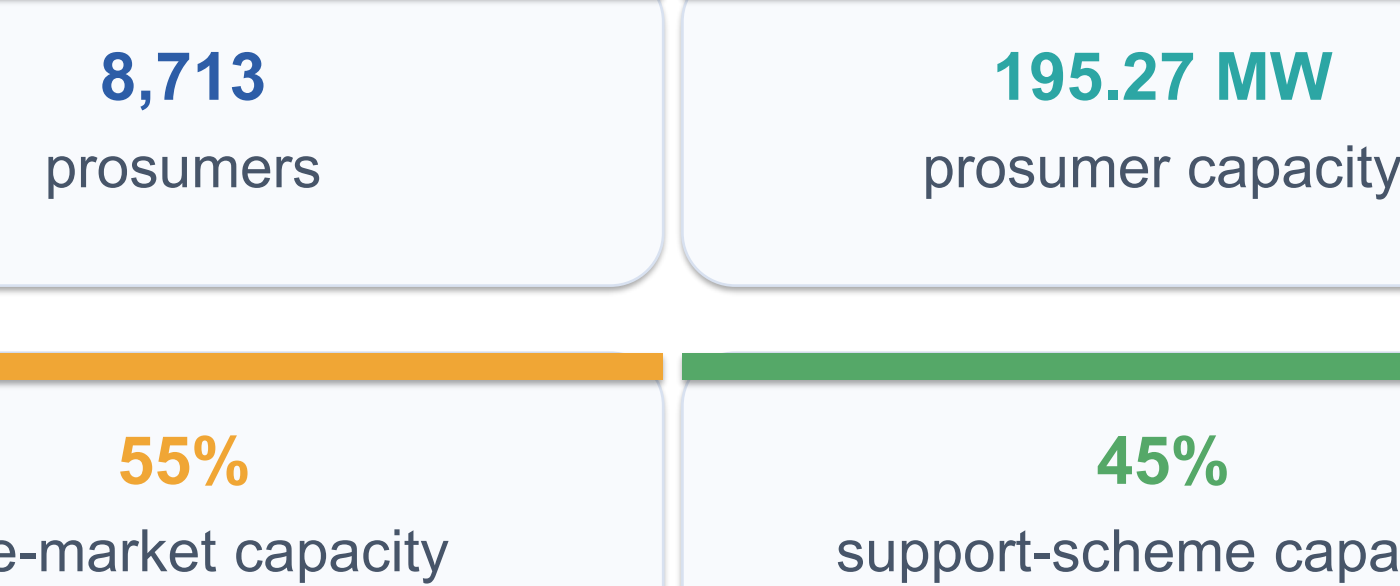 8,713
prosumers
195.27 MW
prosumer capacity
55%
e-market capacity
45%
support-scheme capa